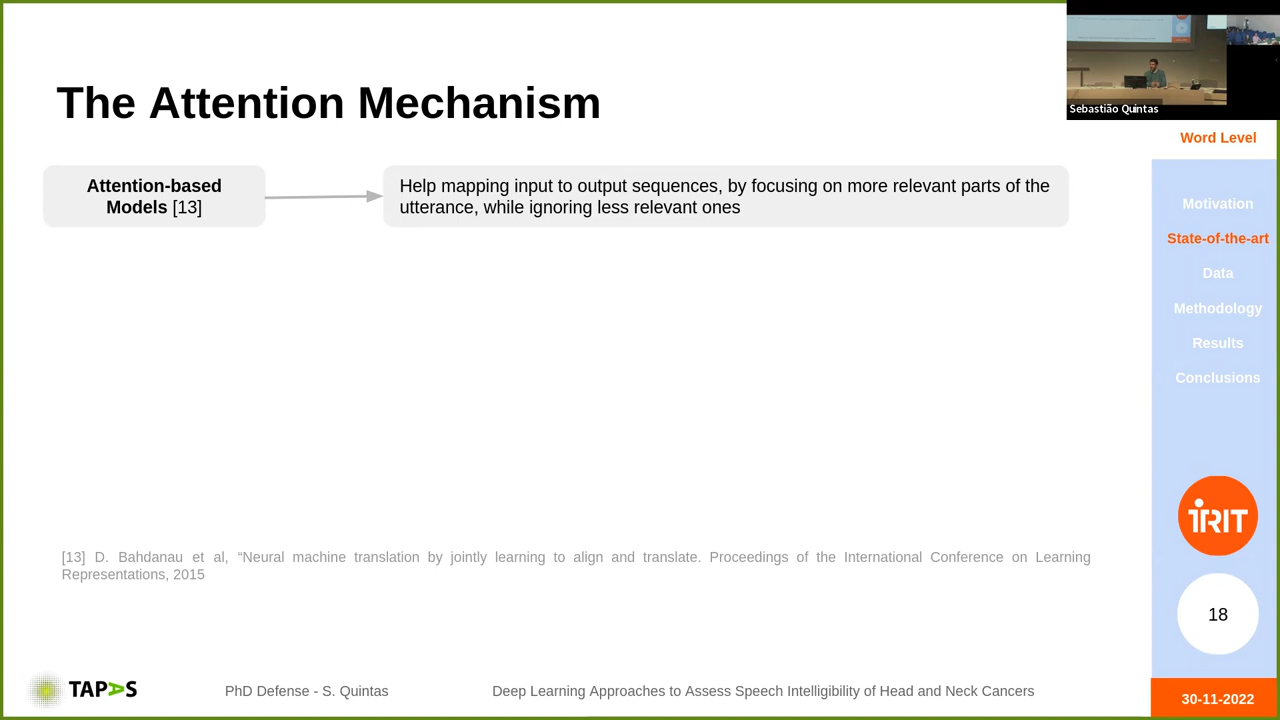 The Attention Mechanism
Attention-based
Models [13]
Help mapping input to output sequences, by focusing on more relevant parts of the
utterance, while ignoring less relevant ones
[13] D. Bahdanau et al, “Neural machine translation by jointly learning to align and translate. Proceedings of the International Conference on Learning
Representations, 2015
TAPAS
PhD Defense - S. Quintas
Deep Learning Approaches to Assess Speech Intelligibility of Head and Neck Cancers
Sebastião Quintas
Word Level
Motivation
State-of-the-art
Data
Methodology
Results
Conclusions
iRIT
18
30-11-2022